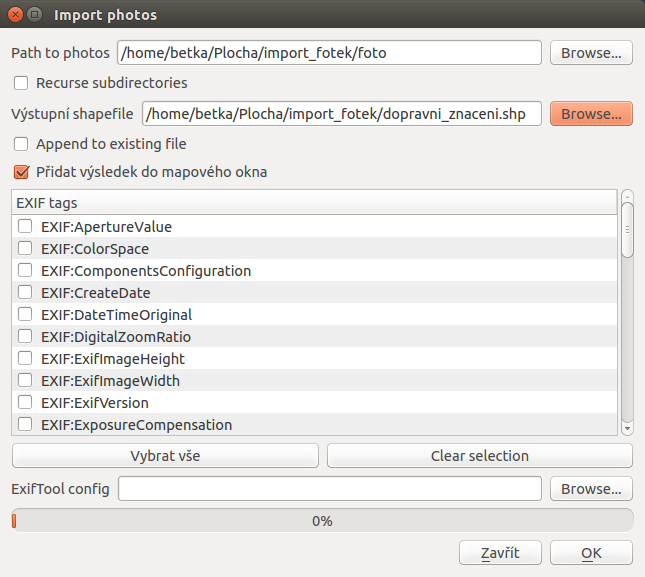 Import photos
Path to photos /home/betka/Plocha/import_fotek/foto Browse...
Recurse subdirectories
Výstupní shapefile /home/betka/Plocha/import_fotek/dopravni_znaceni.shp Browse...
Append to existing file
Přidat výsledek do mapového okna
EXIF tags
EXIF:ApertureValue
EXIF:ColorSpace
EXIF:ComponentsConfiguration
EXIF:CreateDate
EXIF:DateTimeOriginal
EXIF:DigitalZoomRatio
EXIF:ExifImageHeight
EXIF:ExifImageWidth
EXIF:ExifVersion
EXIF:ExposureCompensation
Vybrat vše Clear selection
ExifTool config Browse...
0%
Zavřít OK